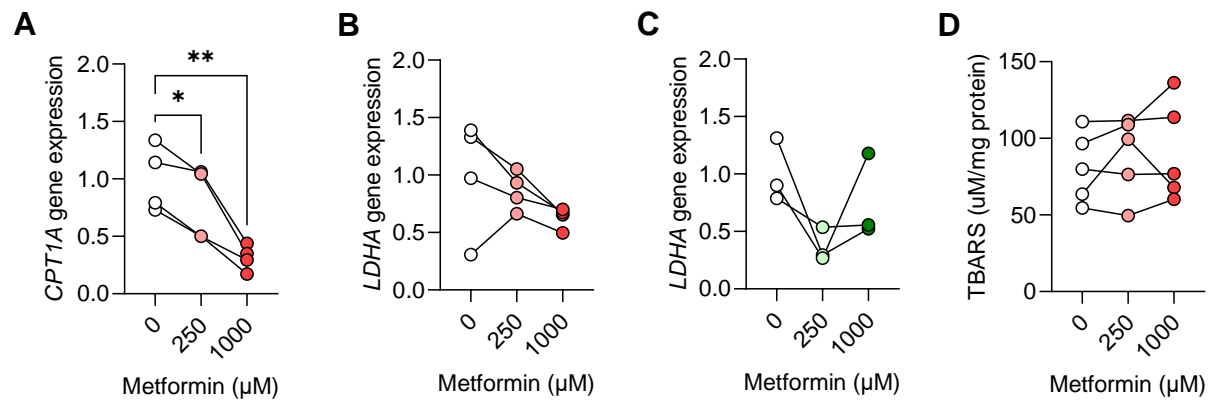 A
CPT1A gene expression
2.0
1.5
1.0
0.5
0.0
**
*
0
250
1000
Metformin (µM)
B
LDHA gene expression
2.0
1.5
1.0
0.5
0.0
0
250
1000
Metformin (µM)
C
LDHA gene expression
2.0
1.5
1.0
0.5
0.0
0
250
1000
Metformin (µM)
D
TBARS (uM/mg protein)
150
100
50
0
0
250
1000
Metformin (µM)